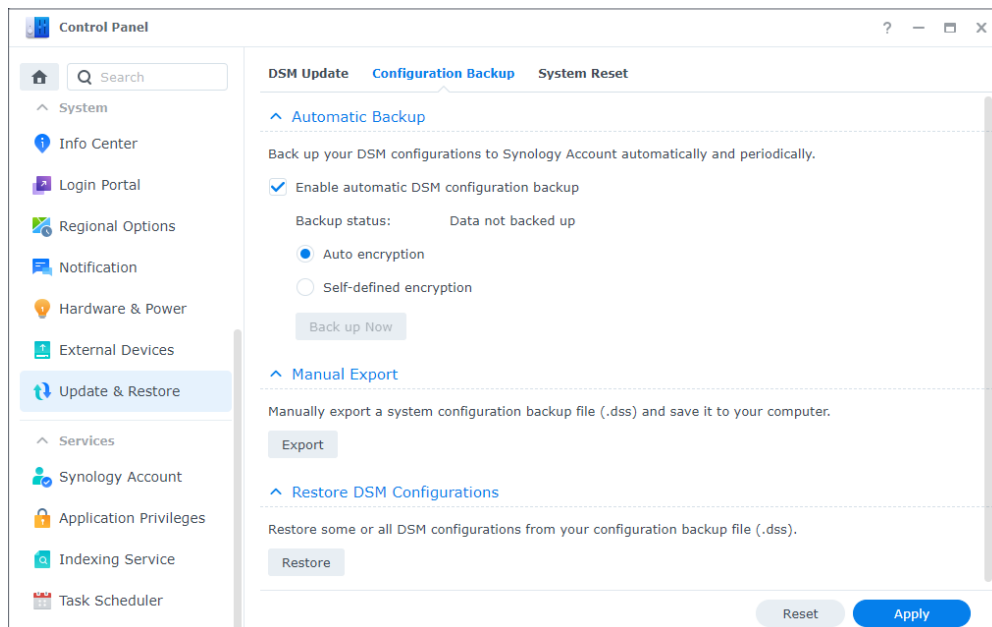 Control Panel
?
Search
System
Info Center
Login Portal
Regional Options
Notification
Hardware & Power
External Devices
Update & Restore
Services
Synology Account
Application Privileges
Indexing Service
Task Scheduler
DSM Update Configuration Backup System Reset
Automatic Backup
Back up your DSM configurations to Synology Account automatically and periodically.
Enable automatic DSM configuration backup
Backup status: Data not backed up
Auto encryption
Self-defined encryption
Back up Now
Manual Export
Manually export a system configuration backup file (.dss) and save it to your computer.
Export
Restore DSM Configurations
Restore some or all DSM configurations from your configuration backup file (.dss).
Restore
Reset Apply